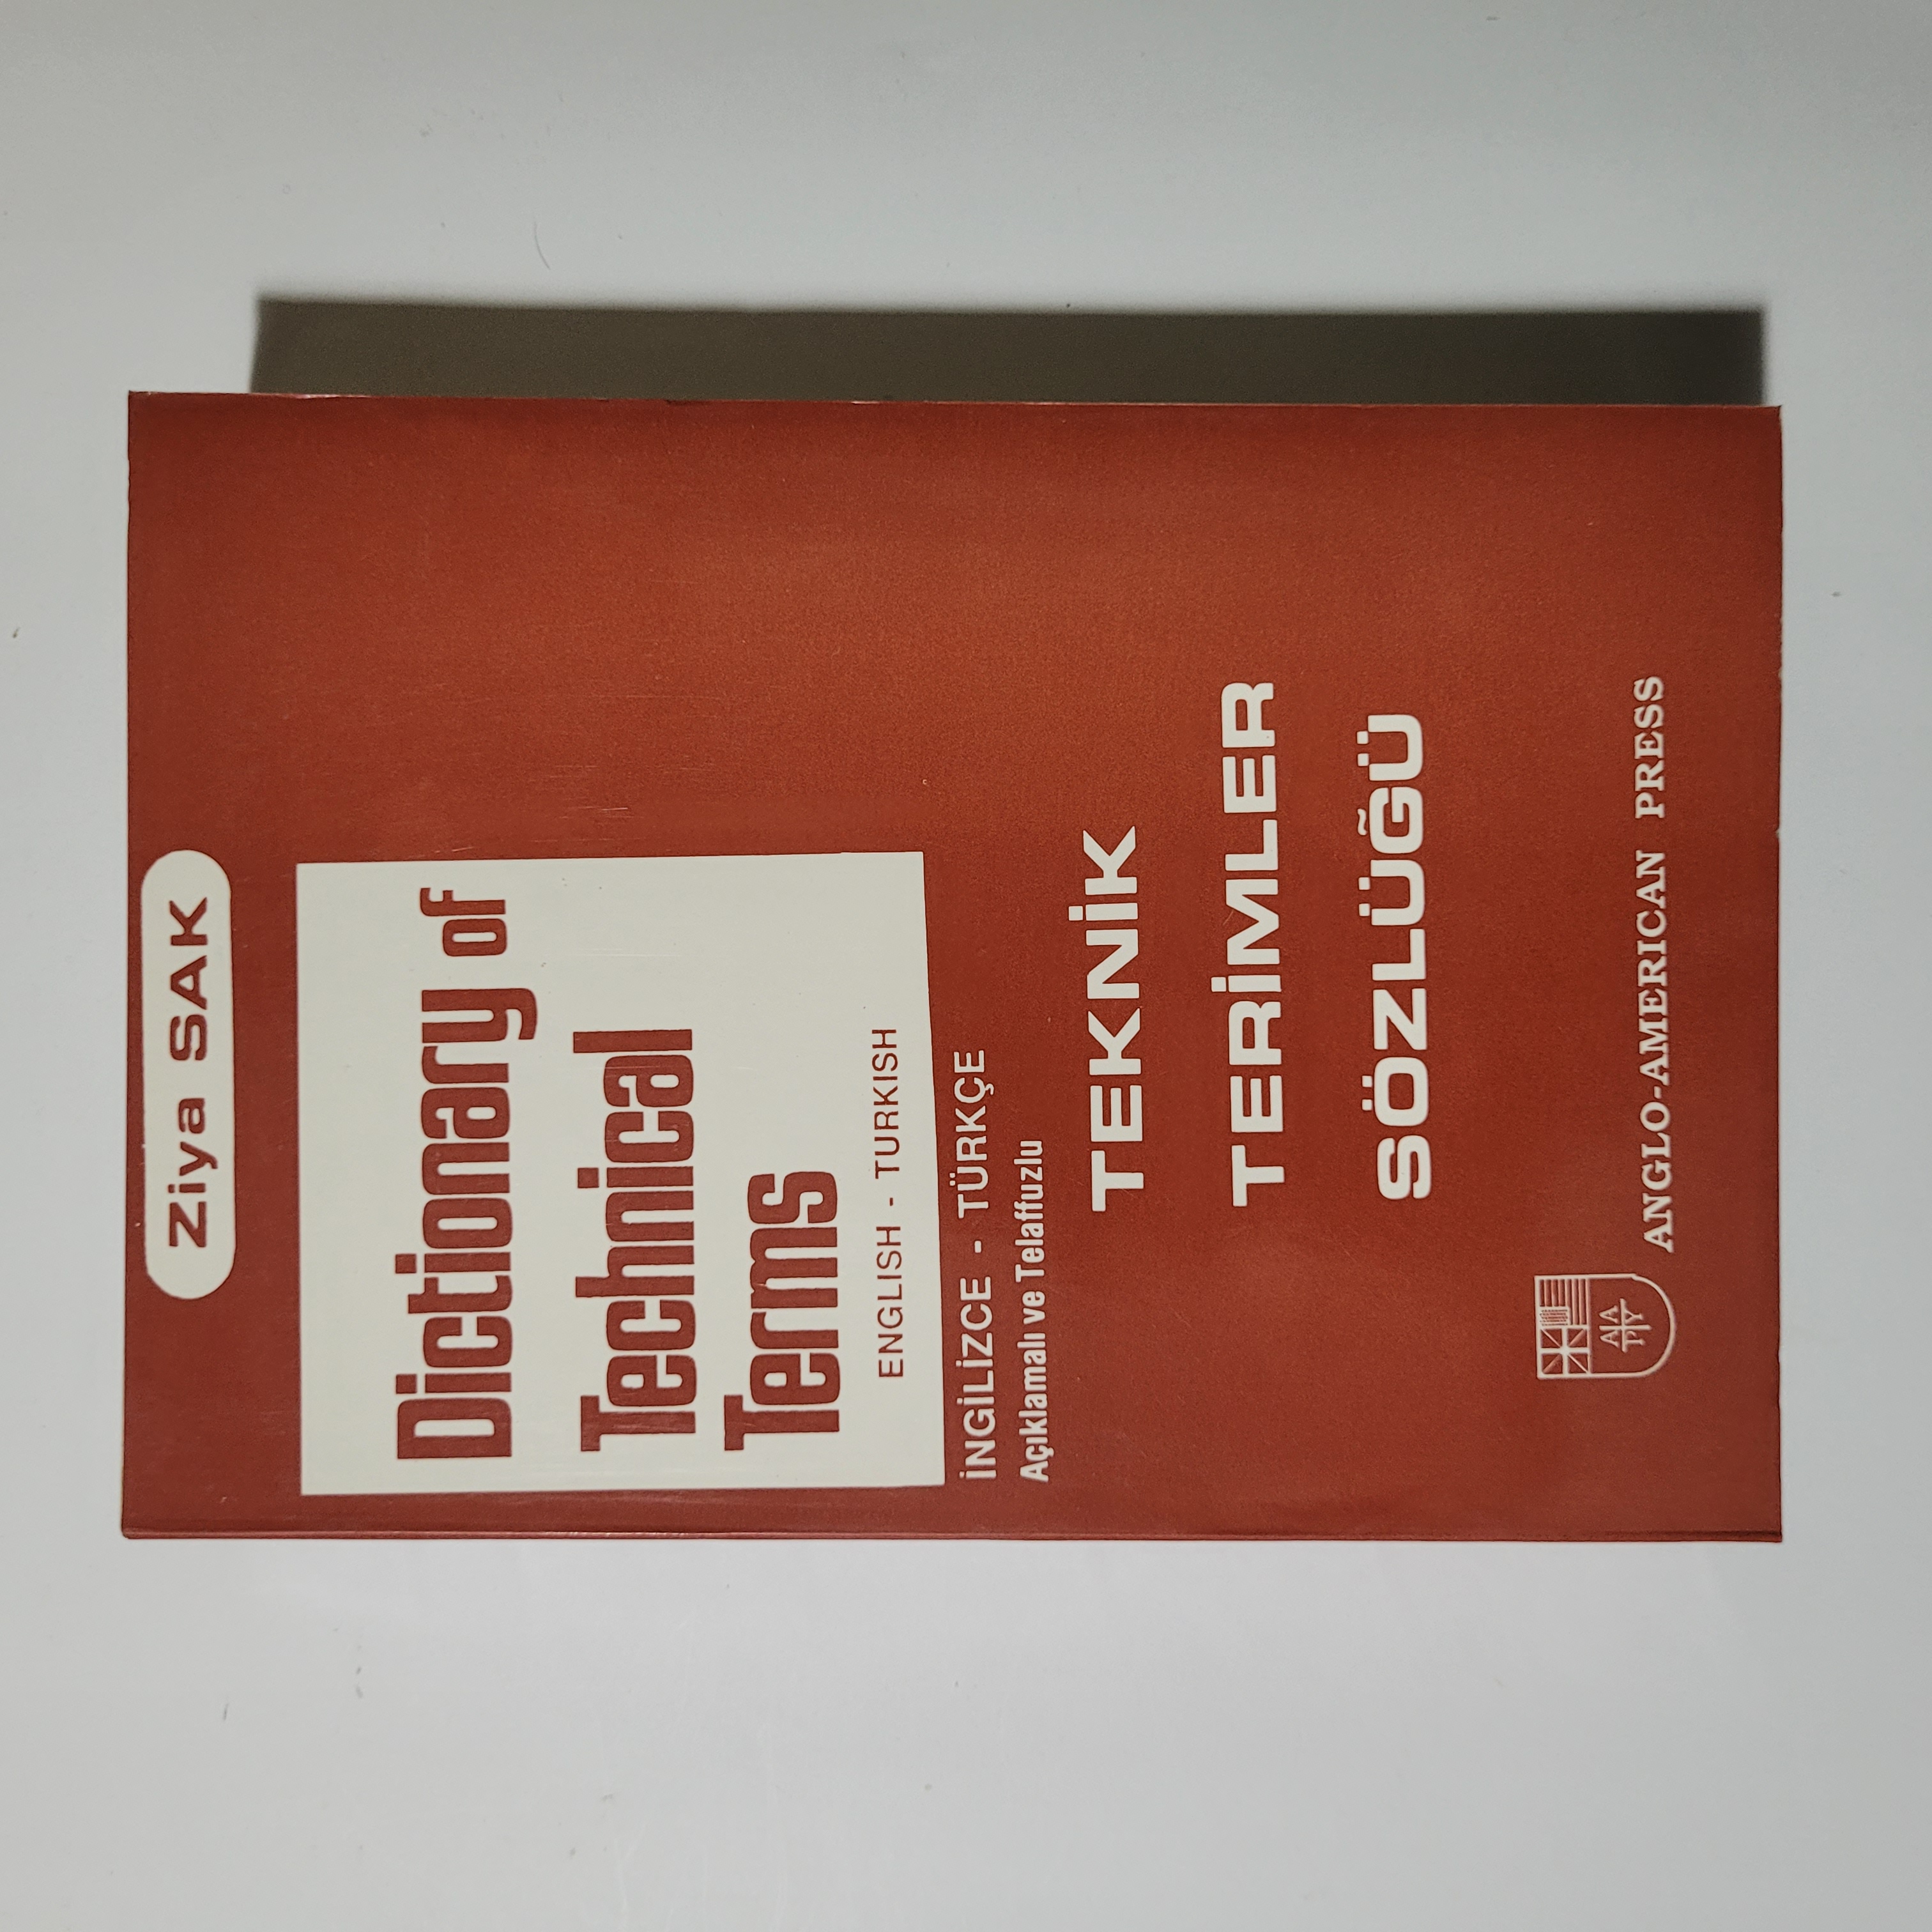 Ziya SAK
Dictionary of
Technical
Terms
ENGLISH - TURKISH
İNGİLİZCE - TÜRKÇE
Açıklamalı ve Telaffuzlu
TEKNİK
TERİMLER
SÖZLÜĞÜ
A A
P Y
ANGLO-AMERICAN PRESS